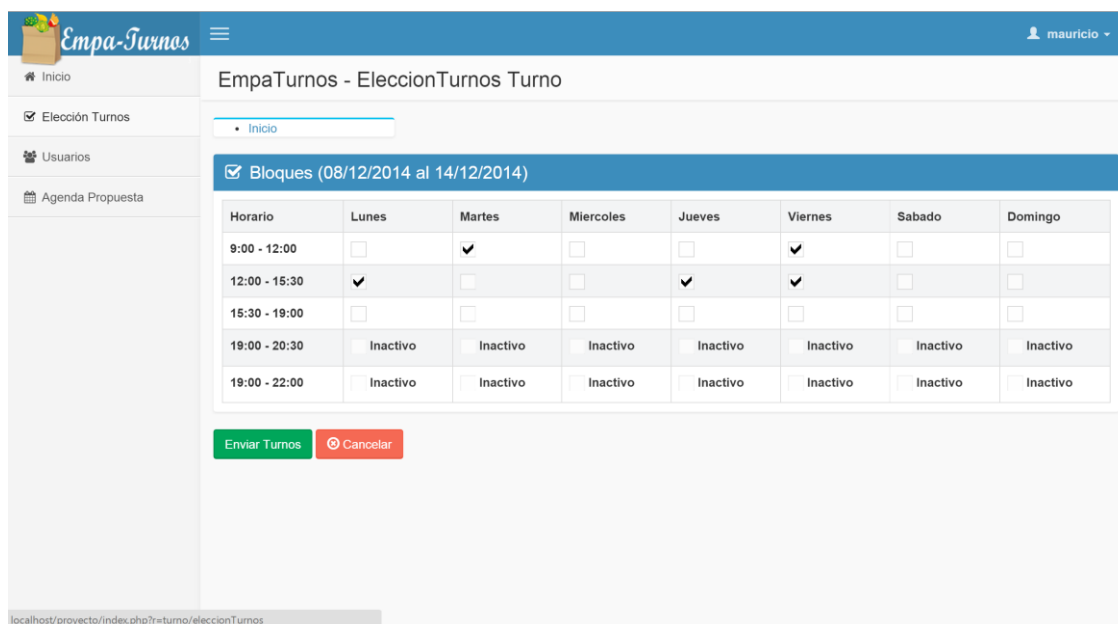 Empa-Turnos
mauricio
Inicio
Elección Turnos
Usuarios
Agenda Propuesta
EmpaTurnos - EleccionTurnos Turno
Inicio
Bloques (08/12/2014 al 14/12/2014)
Horario Lunes Martes Miercoles Jueves Viernes Sabado Domingo
9:00 - 12:00
12:00 - 15:30
15:30 - 19:00
19:00 - 20:30 Inactivo Inactivo Inactivo Inactivo Inactivo Inactivo Inactivo
19:00 - 22:00 Inactivo Inactivo Inactivo Inactivo Inactivo Inactivo Inactivo
Enviar Turnos Cancelar
localhost/proyecto/index.php?r=turno/eleccionTurnos